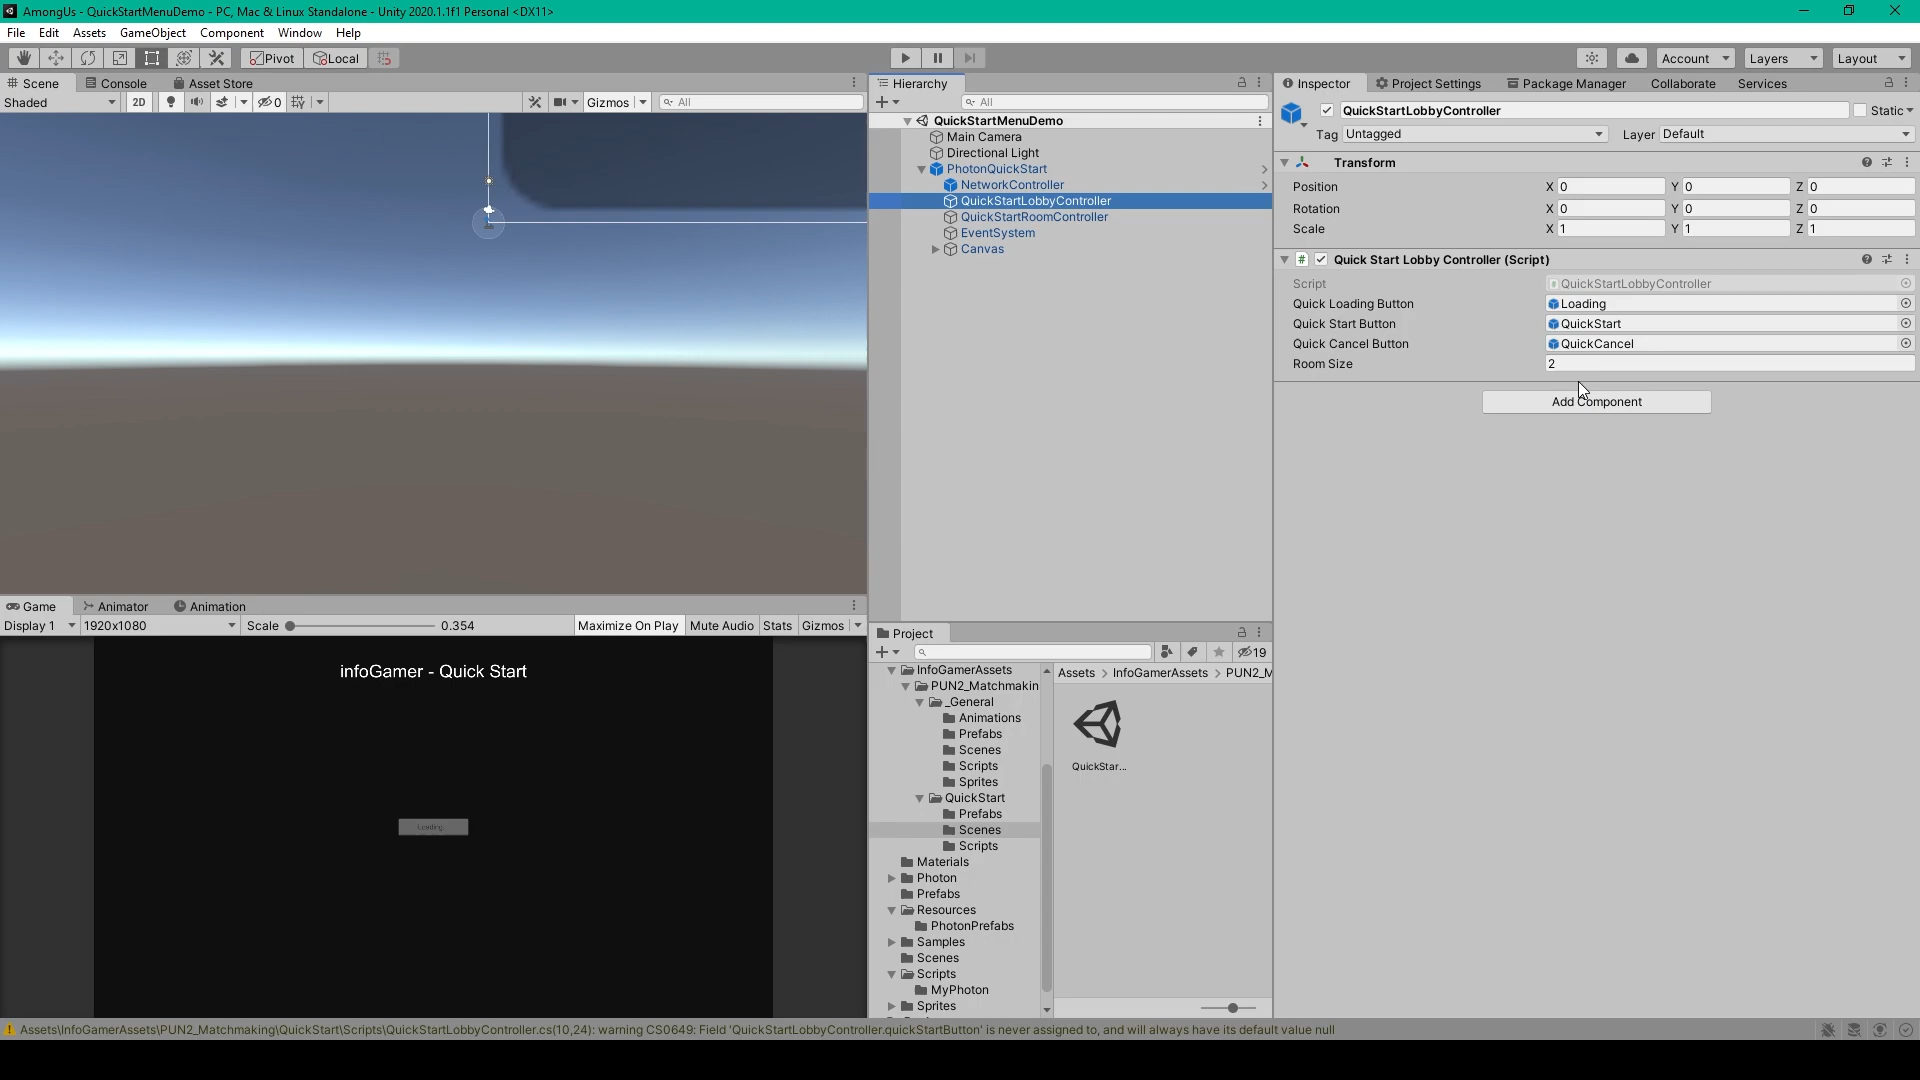 AmongUs - QuickStartMenuDemo - PC, Mac & Linux Standalone - Unity 2020.1.1f1 Personal <DX11>
File Edit Assets GameObject Component Window Help
Pivot Local Account Layers Layout
Scene Console Asset Store
Shaded 2D 0 Gizmos All
Hierarchy
All
QuickStartMenuDemo
Main Camera
Directional Light
PhotonQuickStart
NetworkController
QuickStartLobbyController
QuickStartRoomController
EventSystem
Canvas
Inspector Project Settings Package Manager Collaborate Services
QuickStartLobbyController Static
Tag Untagged Layer Default
Transform
Position X 0 Y 0 Z 0
Rotation X 0 Y 0 Z 0
Scale X 1 Y 1 Z 1
# Quick Start Lobby Controller (Script)
Script QuickStartLobbyController
Quick Loading Button Loading
Quick Start Button QuickStart
Quick Cancel Button QuickCancel
Room Size 2
Add Component
Game Animator Animation
Display 1 1920x1080 Scale 0.354 Maximize On Play Mute Audio Stats Gizmos
infoGamer - Quick Start
Loading
Project
19
InfoGamerAssets
PUN2_Matchmakin
_General
Animations
Prefabs
Scenes
Scripts
Sprites
QuickStart
Prefabs
Scenes
Scripts
Materials
Photon
Prefabs
Resources
PhotonPrefabs
Samples
Scenes
Scripts
MyPhoton
Sprites
Assets > InfoGamerAssets > PUN2_M
QuickStar...
Assets\InfoGamerAssets\PUN2_Matchmaking\QuickStart\Scripts\QuickStartLobbyController.cs(10,24): warning CS0649: Field 'QuickStartLobbyController.quickStartButton' is never assigned to, and will always have its default value null